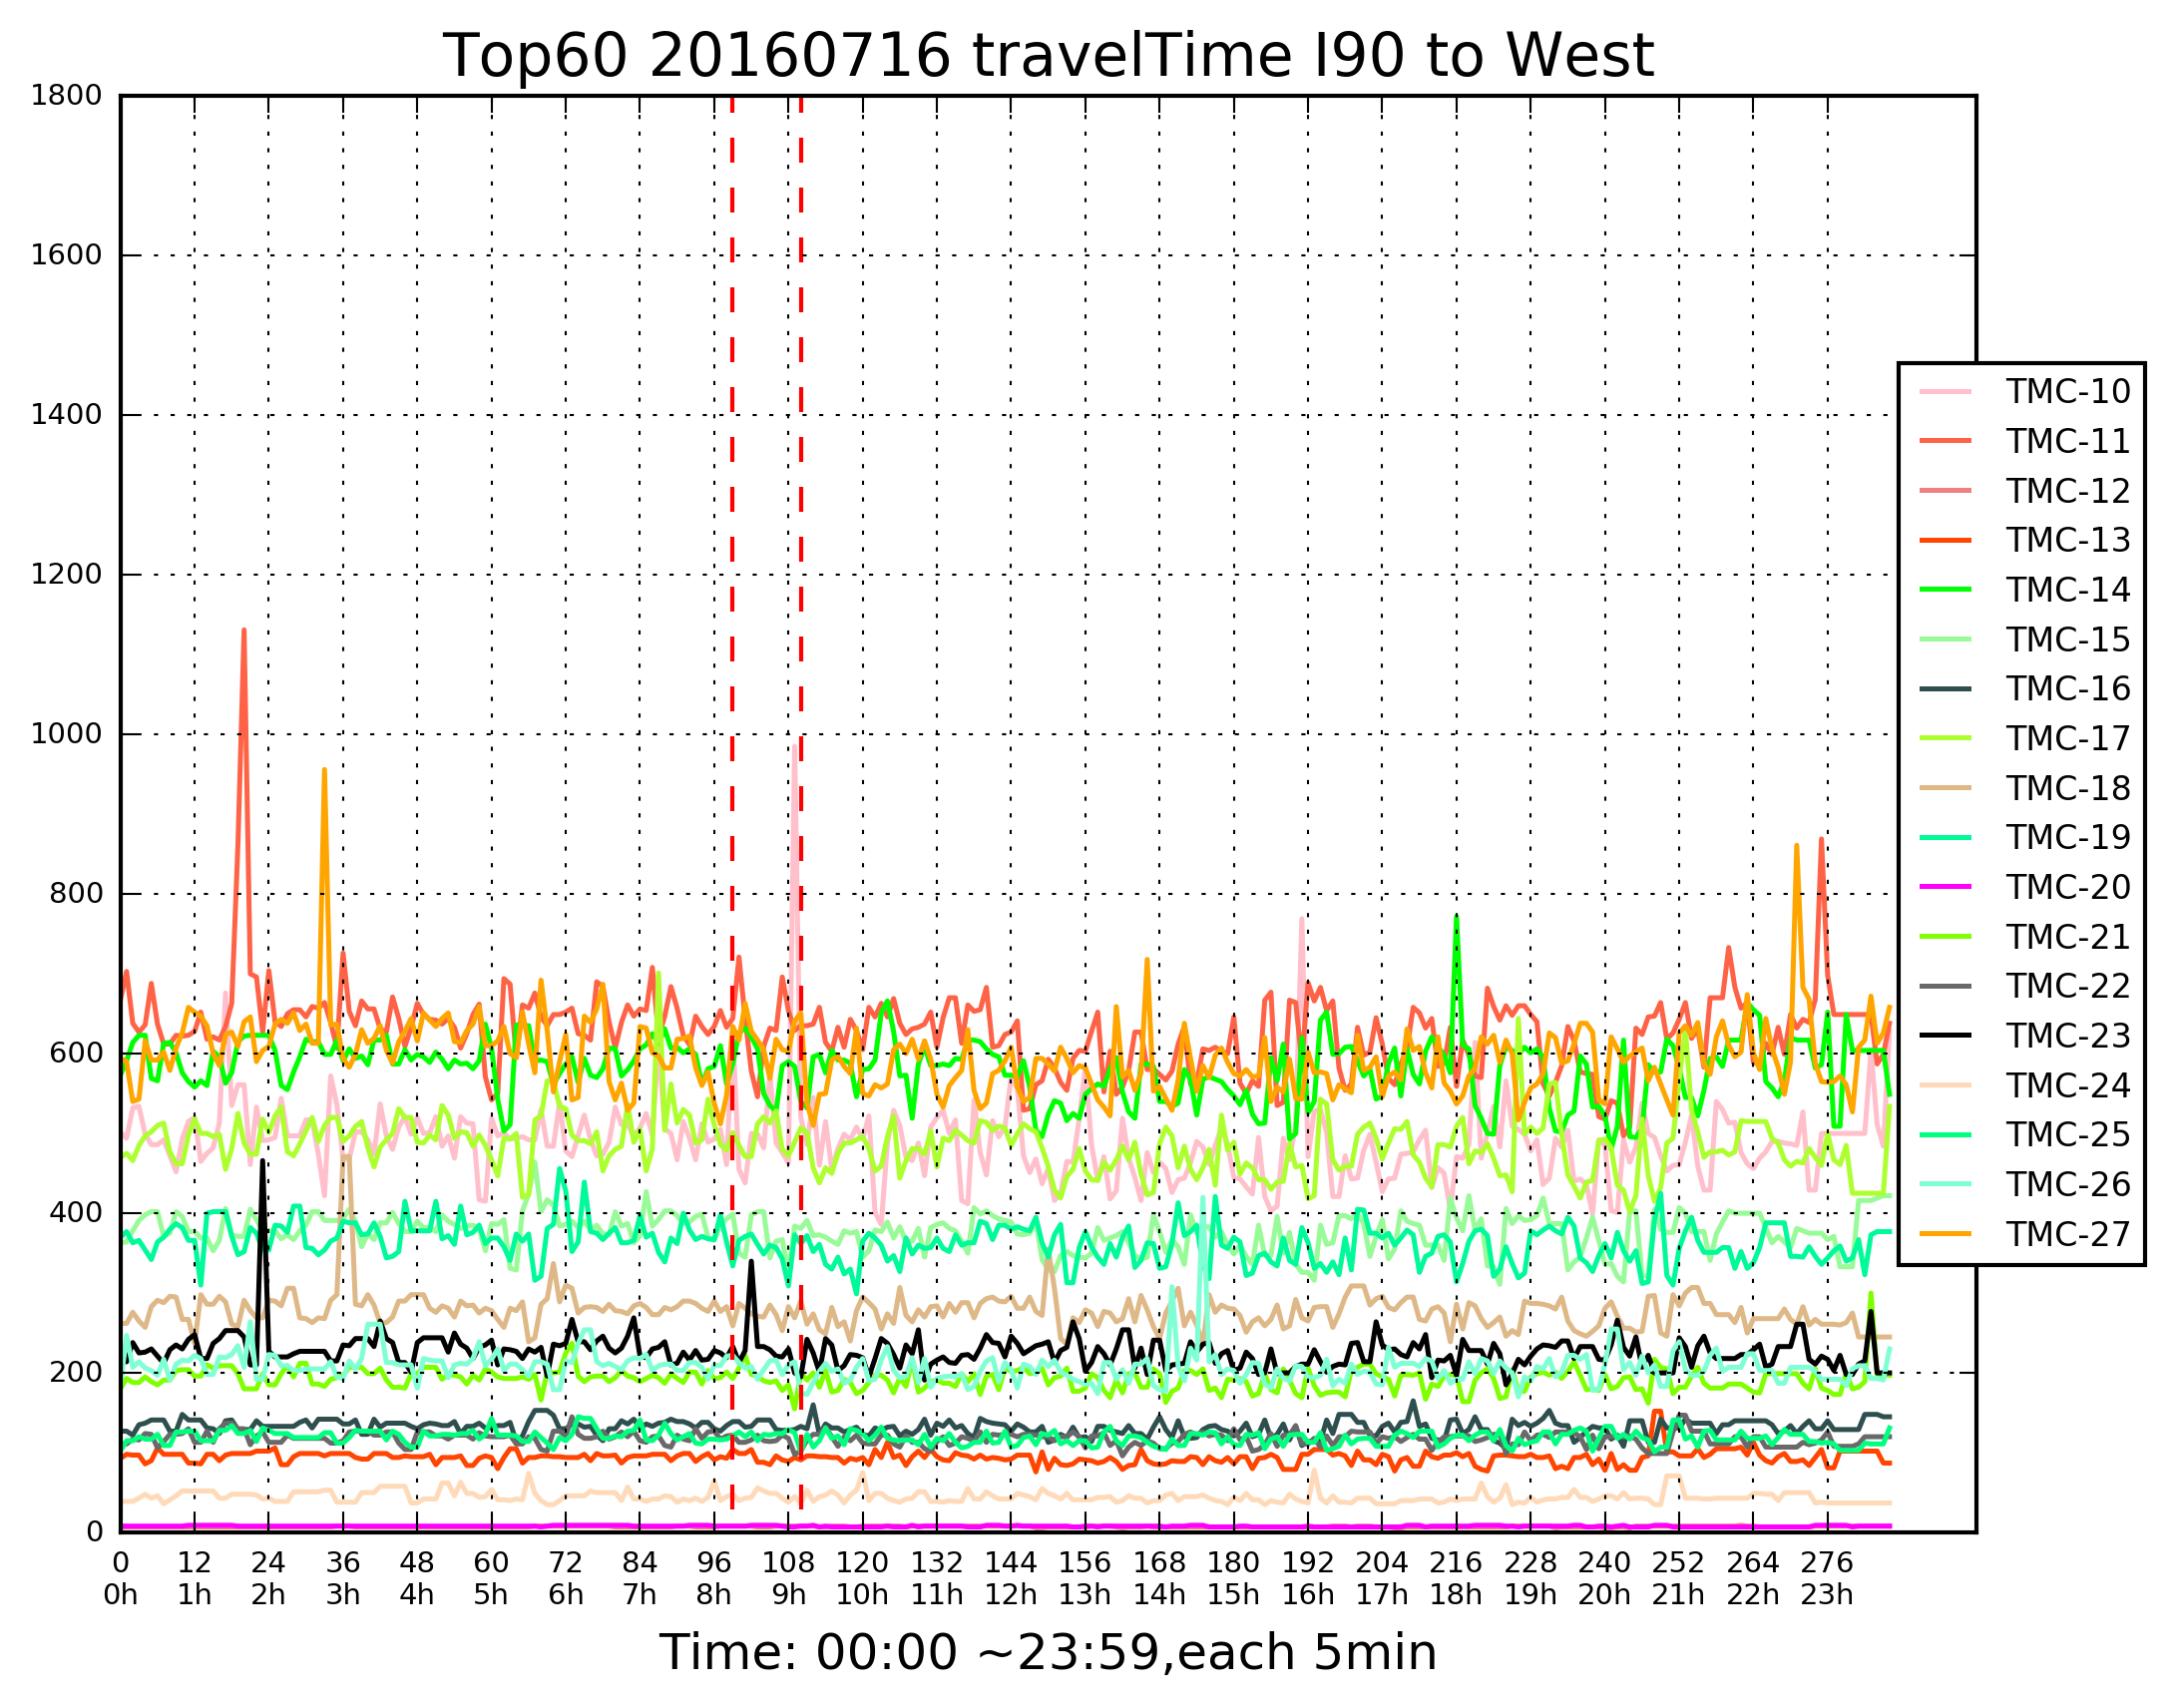 Top60 20160716 travelTime I90 to West
1800
1600
1400
1200
1000
800
600
400
200
0
0 12 24 36 48 60 72 84 96 108 120 132 144 156 168 180 192 204 216 228 240 252 264 276
0h 1h 2h 3h 4h 5h 6h 7h 8h 9h 10h 11h 12h 13h 14h 15h 16h 17h 18h 19h 20h 21h 22h 23h
Time: 00:00 ~23:59,each 5min
TMC-10
TMC-11
TMC-12
TMC-13
TMC-14
TMC-15
TMC-16
TMC-17
TMC-18
TMC-19
TMC-20
TMC-21
TMC-22
TMC-23
TMC-24
TMC-25
TMC-26
TMC-27